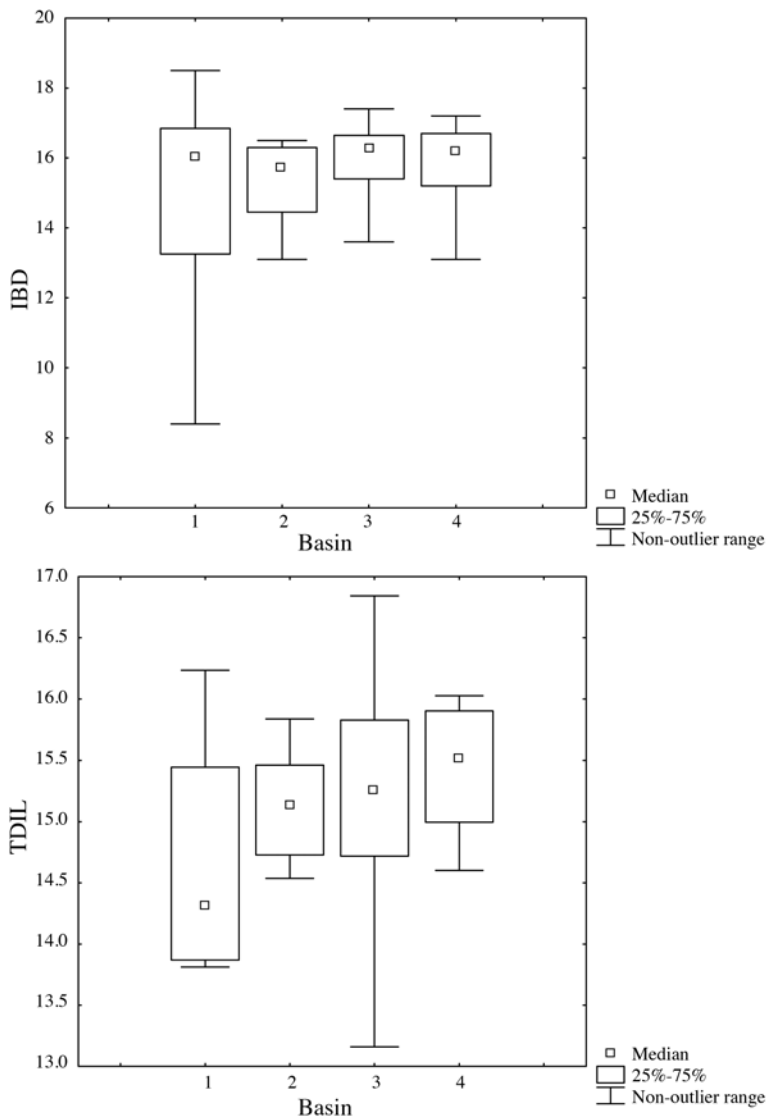 20
18
16
14
12
10
8
6
IBD
1 2 3 4
Basin
Median
25%-75%
Non-outlier range
17.0
16.5
16.0
15.5
15.0
14.5
14.0
13.5
13.0
TDIL
1 2 3 4
Basin
Median
25%-75%
Non-outlier range